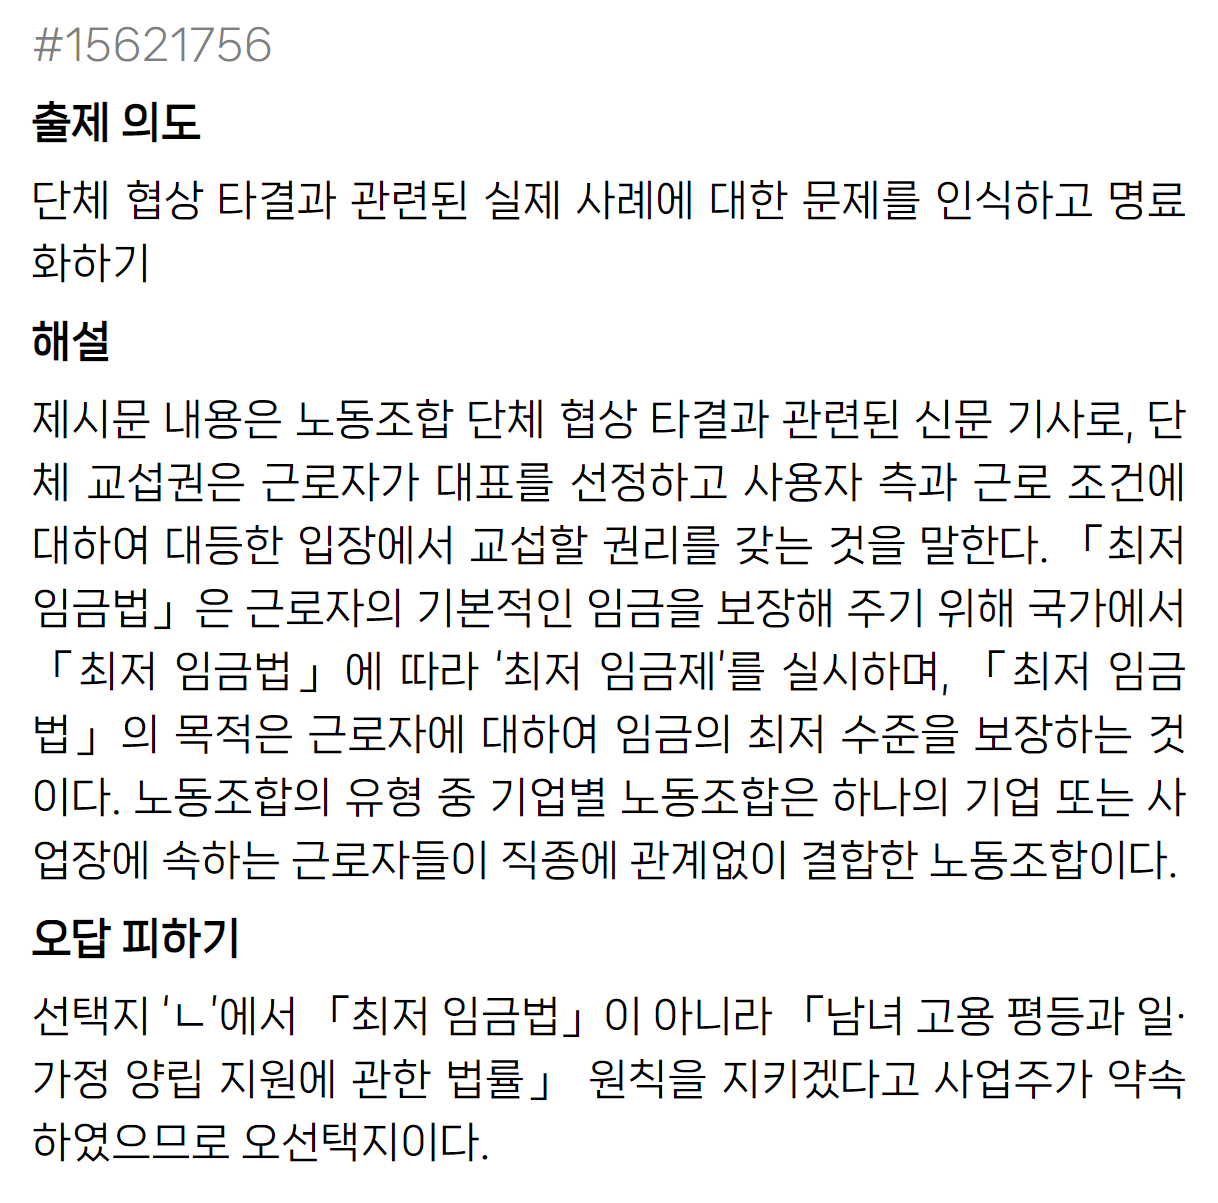 #15621756
출제 의도
단체 협상 타결과 관련된 실제 사례에 대한 문제를 인식하고 명료
화하기
해설
제시문 내용은 노동조합 단체 협상 타결과 관련된 신문 기사로, 단
체 교섭권은 근로자가 대표를 선정하고 사용자 측과 근로 조건에
대하여 대등한 입장에서 교섭할 권리를 갖는 것을 말한다. 「최저
임금법」은 근로자의 기본적인 임금을 보장해 주기 위해 국가에서
「최저 임금법」에 따라 '최저 임금제'를 실시하며, 「최저 임금
법」의 목적은 근로자에 대하여 임금의 최저 수준을 보장하는 것
이다. 노동조합의 유형 중 기업별 노동조합은 하나의 기업 또는 사
업장에 속하는 근로자들이 직종에 관계없이 결합한 노동조합이다.
오답 피하기
선택지 'ㄴ'에서 「최저 임금법」이 아니라 「남녀 고용 평등과 일·
가정 양립 지원에 관한 법률」 원칙을 지키겠다고 사업주가 약속
하였으므로 오선택지이다.